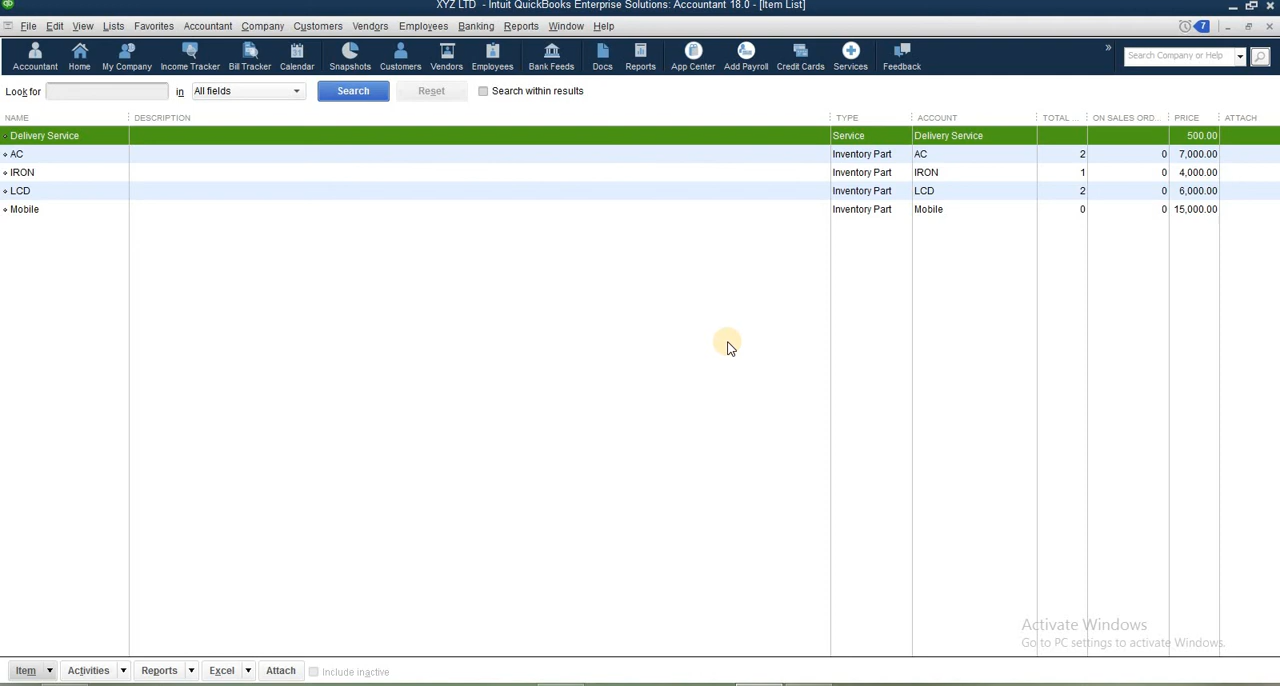 XYZ LTD - Intuit QuickBooks Enterprise Solutions: Accountant 18.0 - [Item List]
File Edit View Lists Favorites Accountant Company Customers Vendors Employees Banking Reports Window Help 7
Accountant Home My Company Income Tracker Bill Tracker Calendar Snapshots Customers Vendors Employees Bank Feeds Docs Reports App Center Add Payroll Credit Cards Services Feedback » Search Company or Help
Look for in All fields Search Reset Search within results
NAME DESCRIPTION TYPE ACCOUNT TOTAL ... ON SALES ORD... PRICE ATTACH
Delivery Service Service Delivery Service 500.00
AC Inventory Part AC 2 0 7,000.00
IRON Inventory Part IRON 1 0 4,000.00
LCD Inventory Part LCD 2 0 6,000.00
Mobile Inventory Part Mobile 0 0 15,000.00
Activate Windows
Go to PC settings to activate Windows.
Item Activities Reports Excel Attach Include inactive